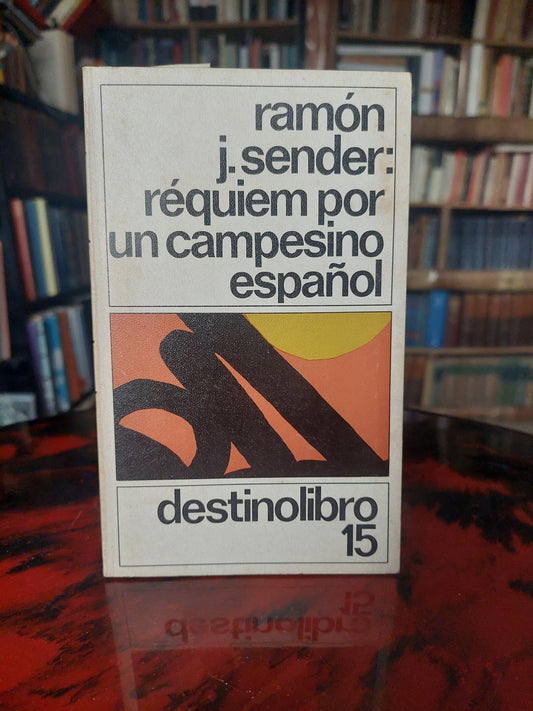 ramón
j. sender:
réquiem por
un campesino
español
destinolibro
15